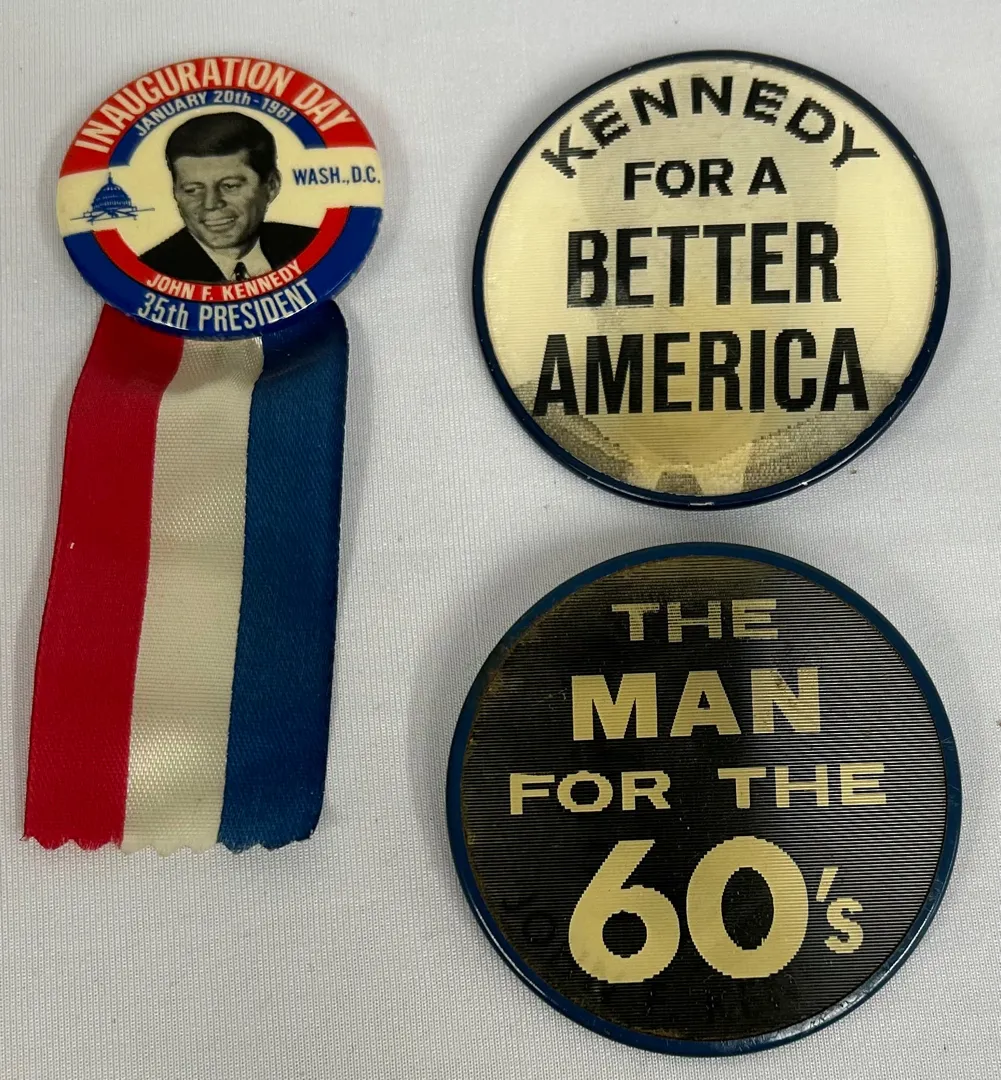 INAUGURATION DAY
JANUARY 20th-1961
WASH., D.C.
JOHN F. KENNEDY
35th PRESIDENT
KENNEDY
FOR A
BETTER
AMERICA
THE
MAN
FOR THE
60's